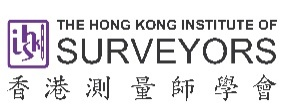 THE HONG KONG INSTITUTE OF
SURVEYORS
香港測量師學會